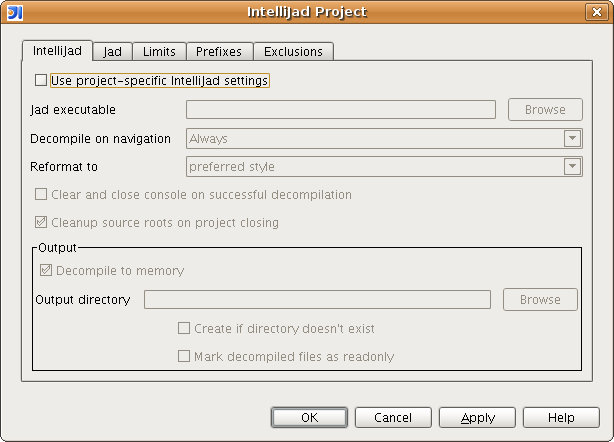 IntelliJad Project
IntelliJad Jad Limits Prefixes Exclusions
Use project-specific IntelliJad settings
Jad executable Browse
Decompile on navigation Always
Reformat to preferred style
Clear and close console on successful decompilation
Cleanup source roots on project closing
Output
Decompile to memory
Output directory Browse
Create if directory doesn't exist
Mark decompiled files as readonly
OK Cancel Apply Help